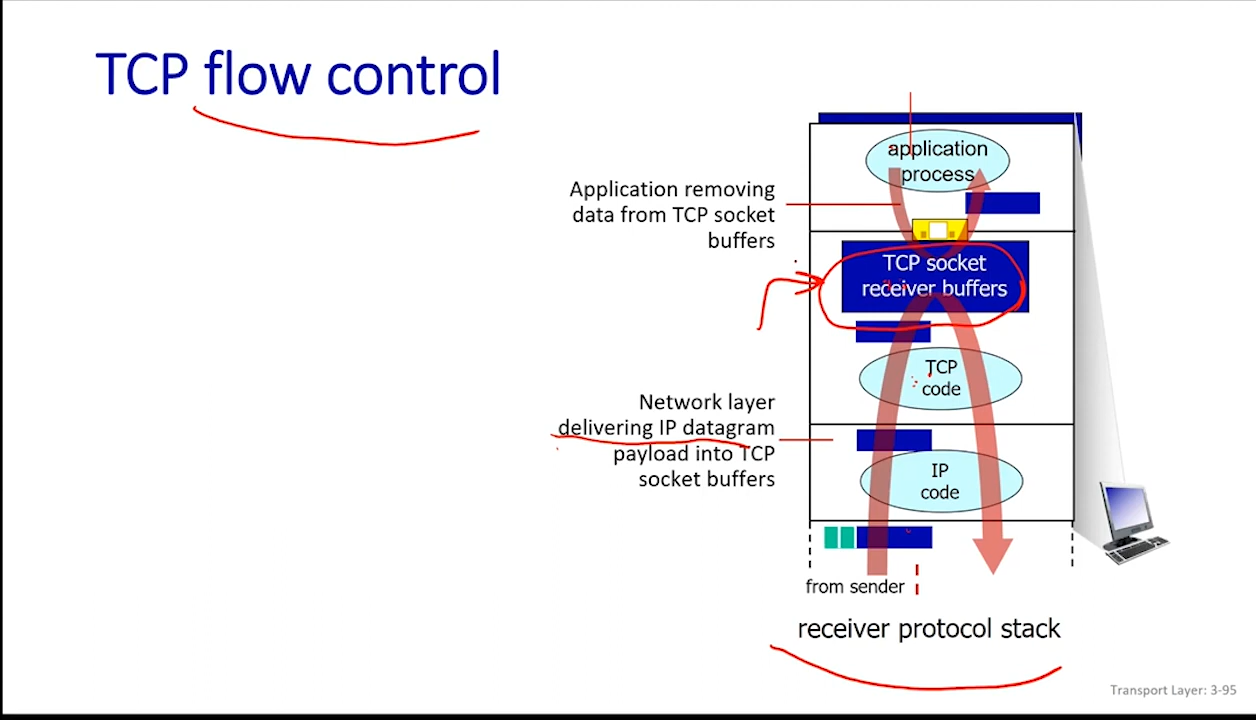 TCP flow control
application
process
Application removing
data from TCP socket
buffers
TCP socket
receiver buffers
TCP
code
Network layer
delivering IP datagram
payload into TCP
socket buffers
IP
code
from sender
receiver protocol stack
Transport Layer: 3-95